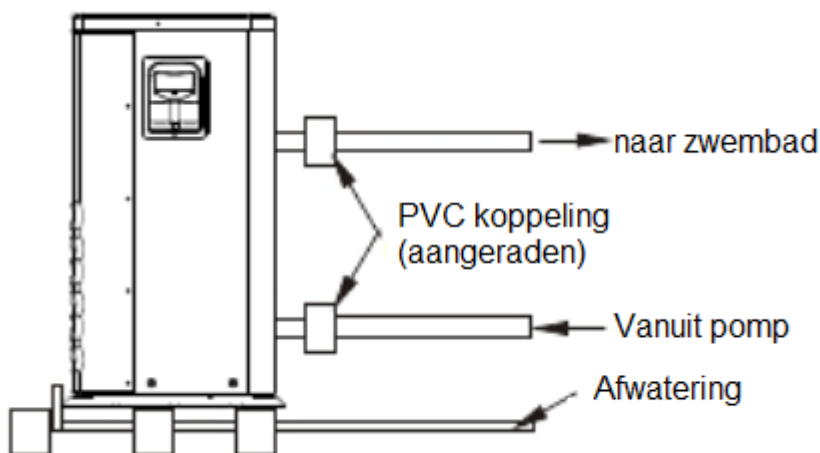 naar zwembad
PVC koppeling
(aangeraden)
Vanuit pomp
Afwatering